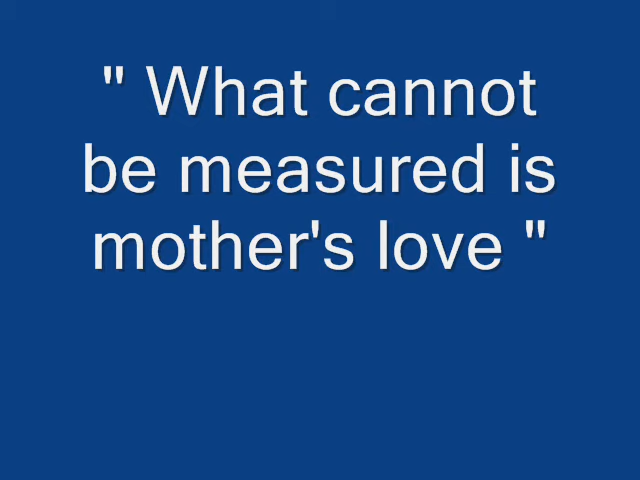 " What cannot
be measured is
mother's love "